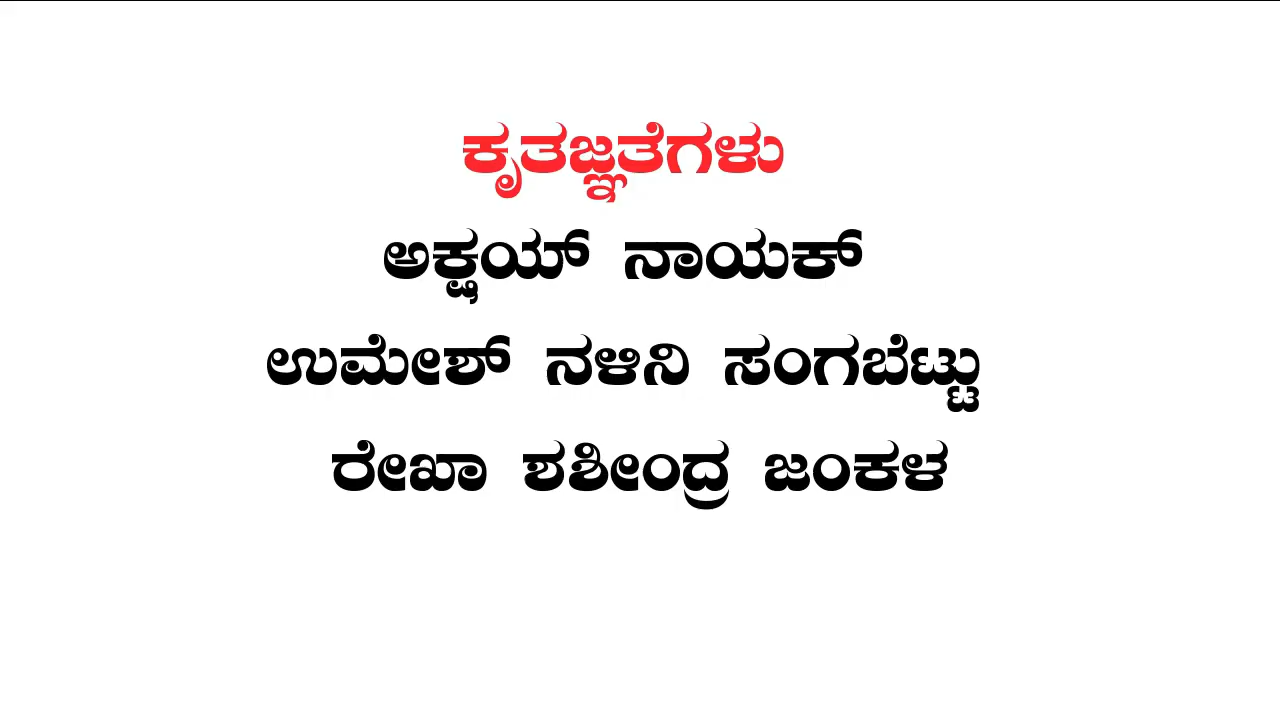 ಕೃತಜ್ಞತೆಗಳು
ಅಕ್ಷಯ್ ನಾಯಕ್
ಉಮೇಶ್ ನಳಿನಿ ಸಂಗಬೆಟ್ಟು
ರೇಖಾ ಶಶೀಂದ್ರ ಜಂಕಳ